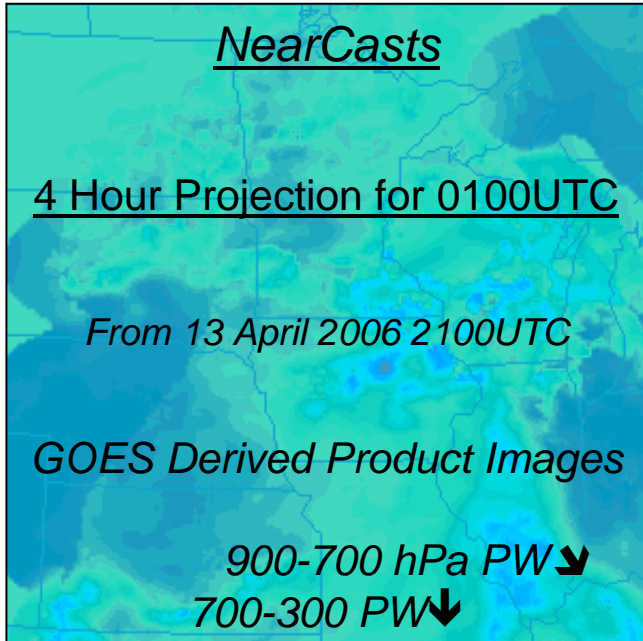 NearCasts
4 Hour Projection for 0100UTC
From 13 April 2006 2100UTC
GOES Derived Product Images
900-700 hPa PW⬊
700-300 PW⬇